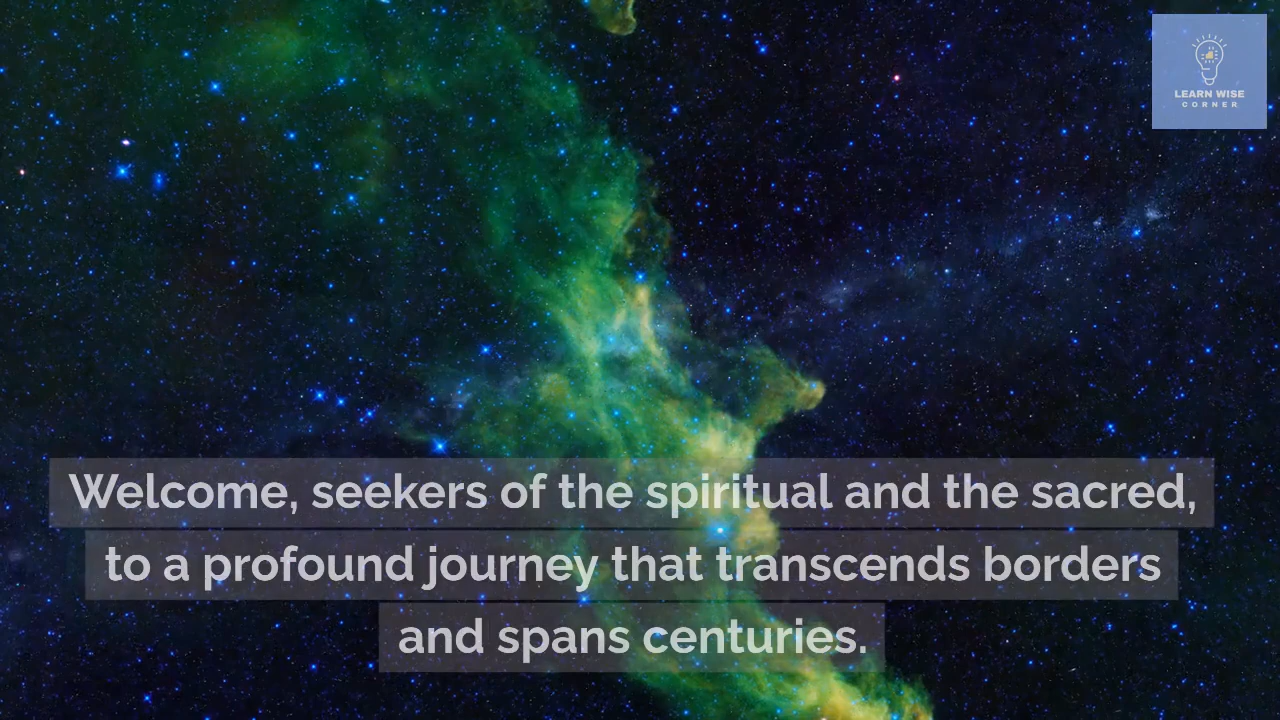 LEARN WISE
CORNER
Welcome, seekers of the spiritual and the sacred,
to a profound journey that transcends borders
and spans centuries.